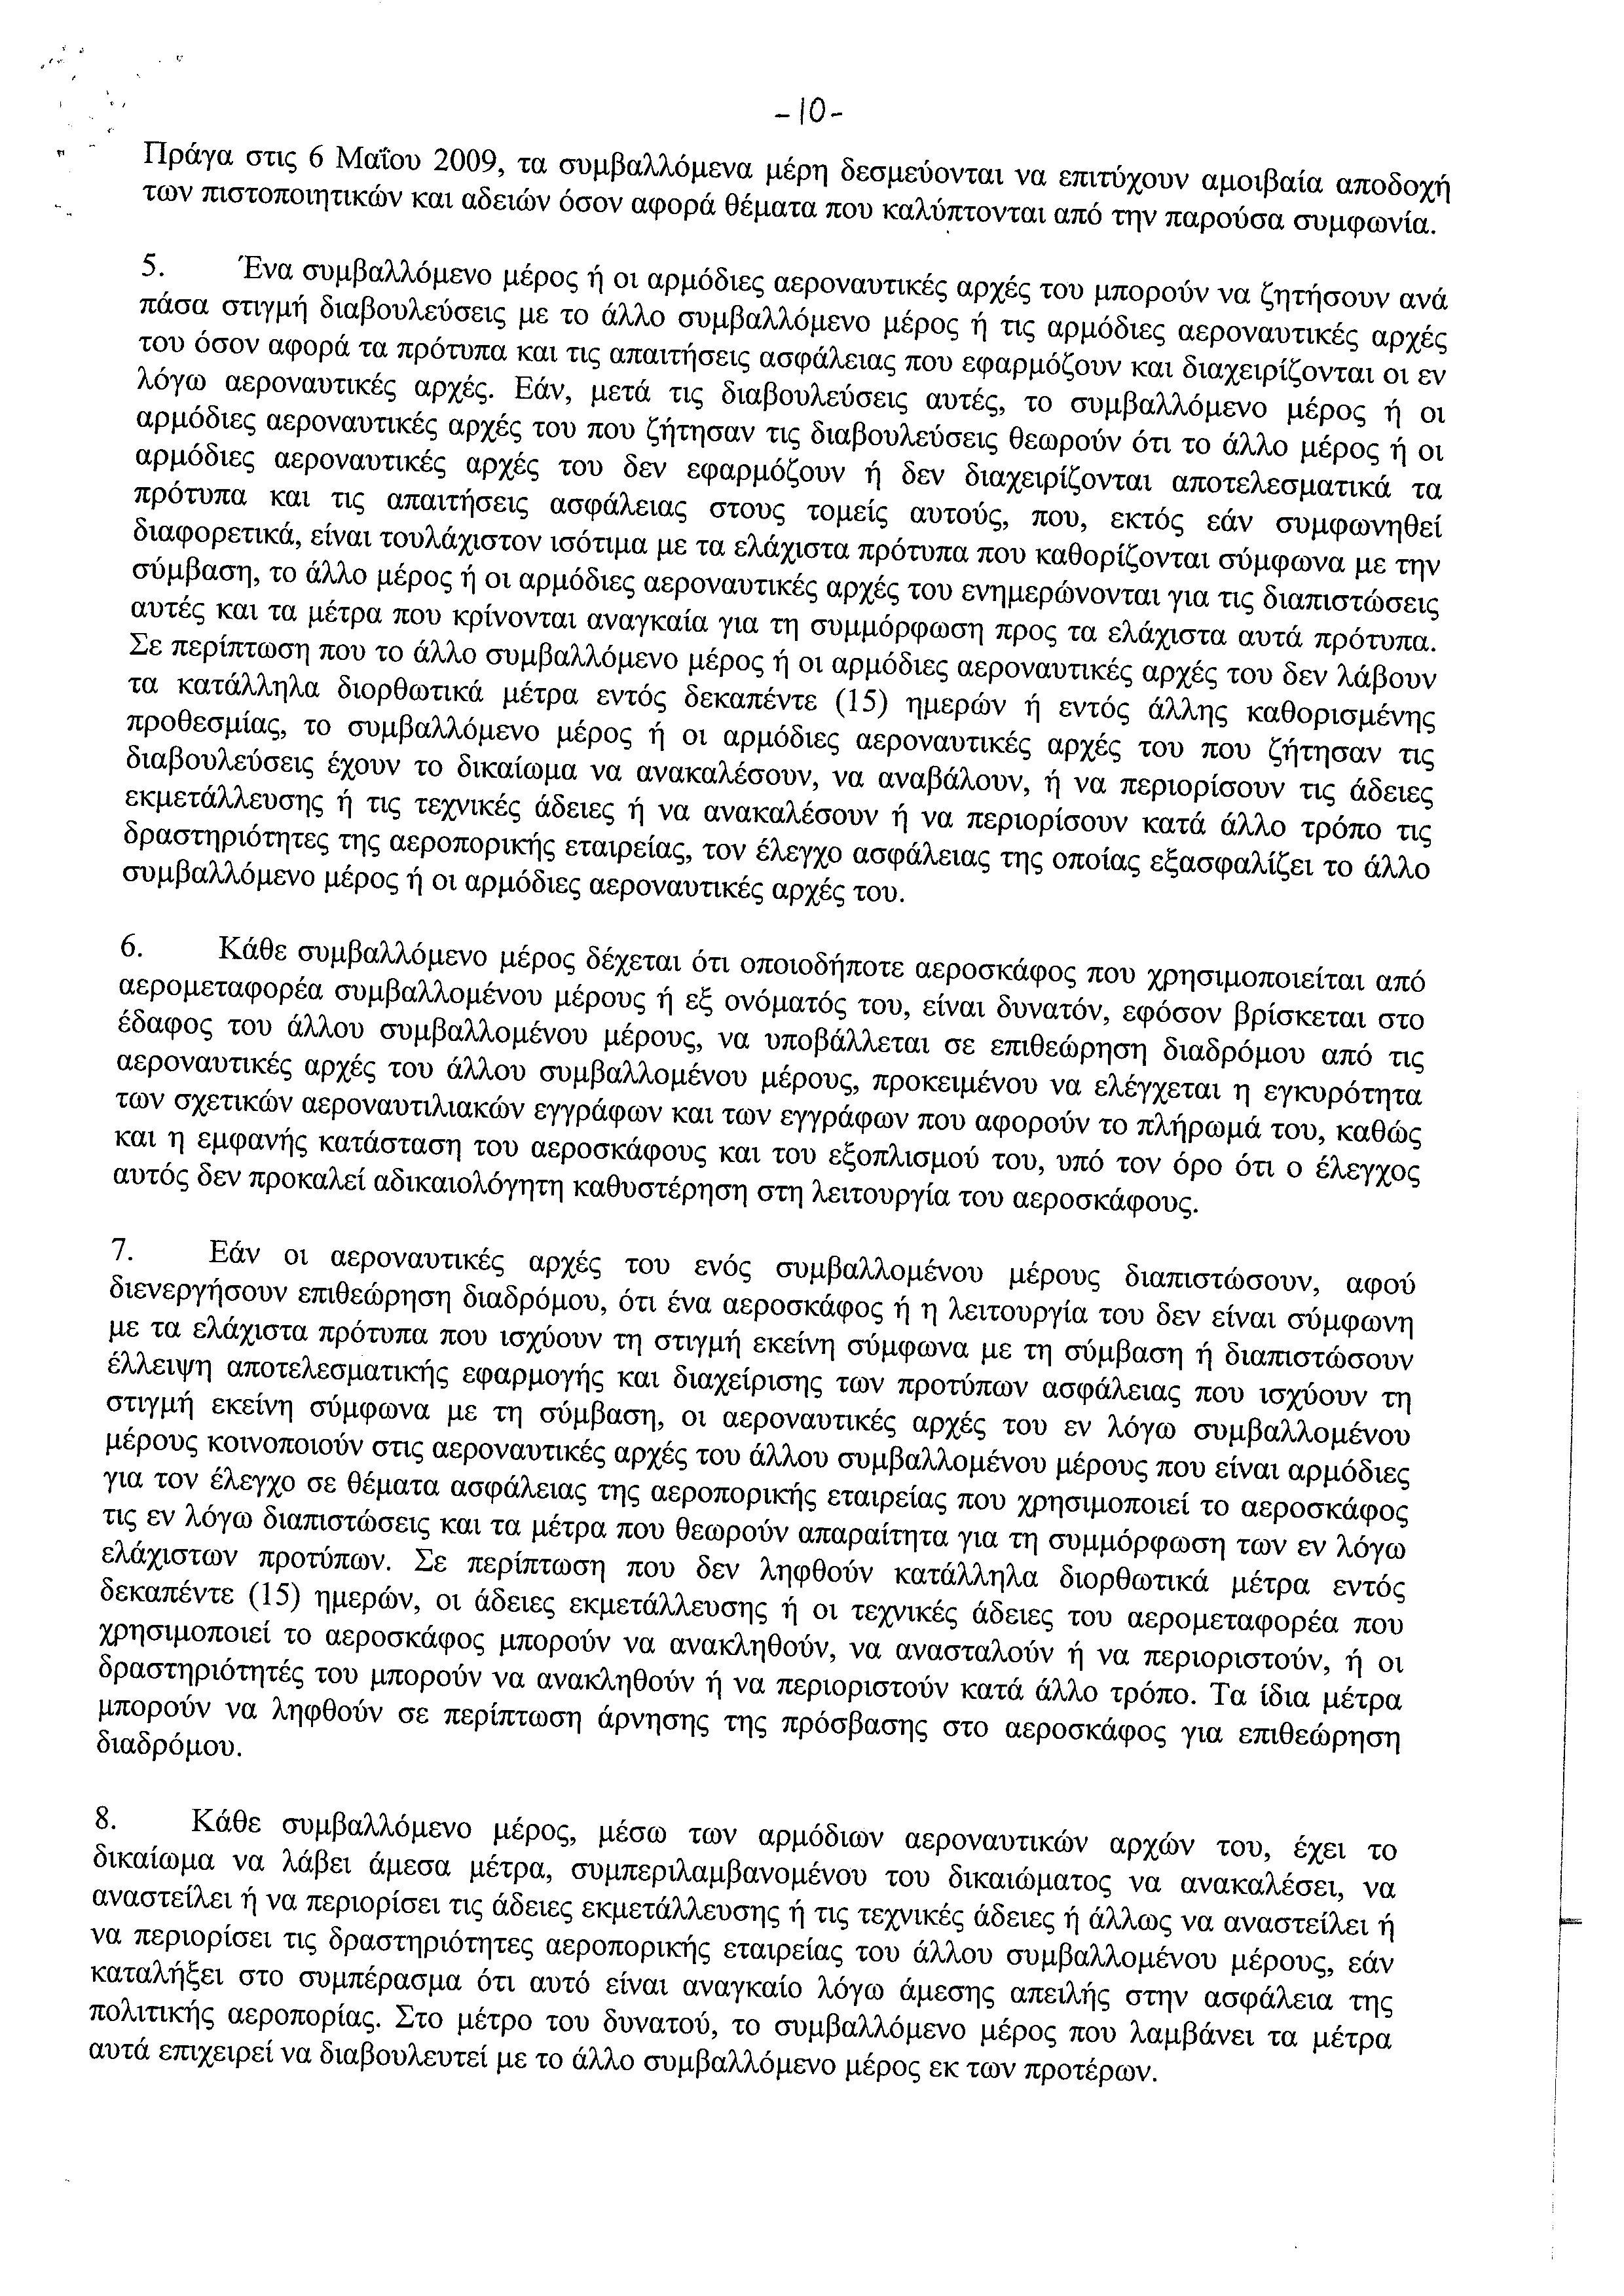 -10-
Πράγα στις 6 Μαΐου 2009, τα συμβαλλόμενα μέρη δεσμεύονται να επιτύχουν αμοιβαία αποδοχή
των πιστοποιητικών και αδειών όσον αφορά θέματα που καλύπτονται από την παρούσα συμφωνία.
5. Ένα συμβαλλόμενο μέρος ή οι αρμόδιες αεροναυτικές αρχές του μπορούν να ζητήσουν ανά
πάσα στιγμή διαβουλεύσεις με το άλλο συμβαλλόμενο μέρος ή τις αρμόδιες αεροναυτικές αρχές
του όσον αφορά τα πρότυπα και τις απαιτήσεις ασφάλειας που εφαρμόζουν και διαχειρίζονται οι εν
λόγω αεροναυτικές αρχές. Εάν, μετά τις διαβουλεύσεις αυτές, το συμβαλλόμενο μέρος ή οι
αρμόδιες αεροναυτικές αρχές του που ζήτησαν τις διαβουλεύσεις θεωρούν ότι το άλλο μέρος ή οι
αρμόδιες αεροναυτικές αρχές του δεν εφαρμόζουν ή δεν διαχειρίζονται αποτελεσματικά τα
πρότυπα και τις απαιτήσεις ασφάλειας στους τομείς αυτούς, που, εκτός εάν συμφωνηθεί
διαφορετικά, είναι τουλάχιστον ισότιμα με τα ελάχιστα πρότυπα που καθορίζονται σύμφωνα με την
σύμβαση, το άλλο μέρος ή οι αρμόδιες αεροναυτικές αρχές του ενημερώνονται για τις διαπιστώσεις
αυτές και τα μέτρα που κρίνονται αναγκαία για τη συμμόρφωση προς τα ελάχιστα αυτά πρότυπα.
Σε περίπτωση που το άλλο συμβαλλόμενο μέρος ή οι αρμόδιες αεροναυτικές αρχές του δεν λάβουν
τα κατάλληλα διορθωτικά μέτρα εντός δεκαπέντε (15) ημερών ή εντός άλλης καθορισμένης
προθεσμίας, το συμβαλλόμενο μέρος ή οι αρμόδιες αεροναυτικές αρχές του που ζήτησαν τις
διαβουλεύσεις έχουν το δικαίωμα να ανακαλέσουν, να αναβάλουν, ή να περιορίσουν τις άδειες
εκμετάλλευσης ή τις τεχνικές άδειες ή να ανακαλέσουν ή να περιορίσουν κατά άλλο τρόπο τις
δραστηριότητες της αεροπορικής εταιρείας, τον έλεγχο ασφάλειας της οποίας εξασφαλίζει το άλλο
συμβαλλόμενο μέρος ή οι αρμόδιες αεροναυτικές αρχές του.
6. Κάθε συμβαλλόμενο μέρος δέχεται ότι οποιοδήποτε αεροσκάφος που χρησιμοποιείται από
αερομεταφορέα συμβαλλομένου μέρους ή εξ ονόματός του, είναι δυνατόν, εφόσον βρίσκεται στο
έδαφος του άλλου συμβαλλομένου μέρους, να υποβάλλεται σε επιθεώρηση διαδρόμου από τις
αεροναυτικές αρχές του άλλου συμβαλλομένου μέρους, προκειμένου να ελέγχεται η εγκυρότητα
των σχετικών αεροναυτιλιακών εγγράφων και των εγγράφων που αφορούν το πλήρωμά του, καθώς
και η εμφανής κατάσταση του αεροσκάφους και του εξοπλισμού του, υπό τον όρο ότι ο έλεγχος
αυτός δεν προκαλεί αδικαιολόγητη καθυστέρηση στη λειτουργία του αεροσκάφους.
7. Εάν οι αεροναυτικές αρχές του ενός συμβαλλομένου μέρους διαπιστώσουν, αφού
διενεργήσουν επιθεώρηση διαδρόμου, ότι ένα αεροσκάφος ή η λειτουργία του δεν είναι σύμφωνη
με τα ελάχιστα πρότυπα που ισχύουν τη στιγμή εκείνη σύμφωνα με τη σύμβαση ή διαπιστώσουν
έλλειψη αποτελεσματικής εφαρμογής και διαχείρισης των προτύπων ασφάλειας που ισχύουν τη
στιγμή εκείνη σύμφωνα με τη σύμβαση, οι αεροναυτικές αρχές του εν λόγω συμβαλλομένου
μέρους κοινοποιούν στις αεροναυτικές αρχές του άλλου συμβαλλομένου μέρους που είναι αρμόδιες
για τον έλεγχο σε θέματα ασφάλειας της αεροπορικής εταιρείας που χρησιμοποιεί το αεροσκάφος
τις εν λόγω διαπιστώσεις και τα μέτρα που θεωρούν απαραίτητα για τη συμμόρφωση των εν λόγω
ελάχιστων προτύπων. Σε περίπτωση που δεν ληφθούν κατάλληλα διορθωτικά μέτρα εντός
δεκαπέντε (15) ημερών, οι άδειες εκμετάλλευσης ή οι τεχνικές άδειες του αερομεταφορέα που
χρησιμοποιεί το αεροσκάφος μπορούν να ανακληθούν, να ανασταλούν ή να περιοριστούν, ή οι
δραστηριότητές του μπορούν να ανακληθούν ή να περιοριστούν κατά άλλο τρόπο. Τα ίδια μέτρα
μπορούν να ληφθούν σε περίπτωση άρνησης της πρόσβασης στο αεροσκάφος για επιθεώρηση
διαδρόμου.
8. Κάθε συμβαλλόμενο μέρος, μέσω των αρμόδιων αεροναυτικών αρχών του, έχει το
δικαίωμα να λάβει άμεσα μέτρα, συμπεριλαμβανομένου του δικαιώματος να ανακαλέσει, να
αναστείλει ή να περιορίσει τις άδειες εκμετάλλευσης ή τις τεχνικές άδειες ή άλλως να αναστείλει ή
να περιορίσει τις δραστηριότητες αεροπορικής εταιρείας του άλλου συμβαλλομένου μέρους, εάν
καταλήξει στο συμπέρασμα ότι αυτό είναι αναγκαίο λόγω άμεσης απειλής στην ασφάλεια της
πολιτικής αεροπορίας. Στο μέτρο του δυνατού, το συμβαλλόμενο μέρος που λαμβάνει τα μέτρα
αυτά επιχειρεί να διαβουλευτεί με το άλλο συμβαλλόμενο μέρος εκ των προτέρων.